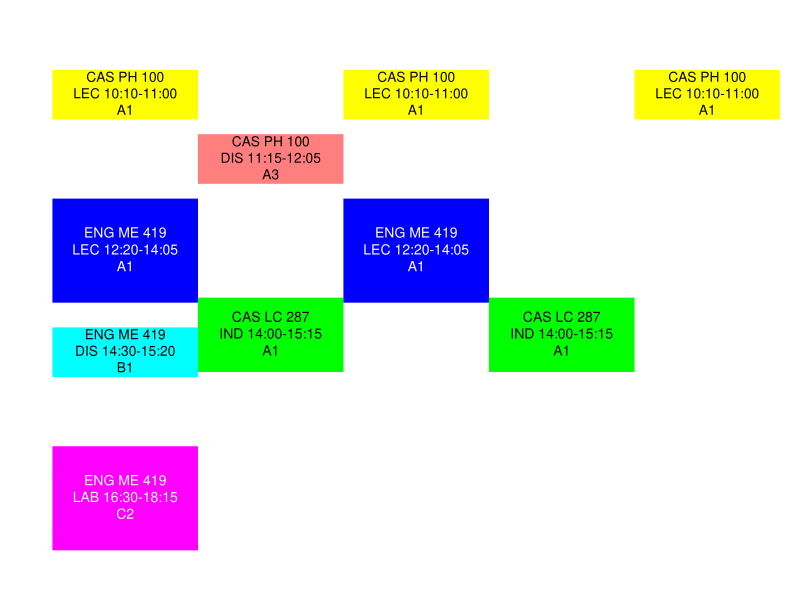 CAS PH 100
LEC 10:10-11:00
A1
CAS PH 100
LEC 10:10-11:00
A1
CAS PH 100
LEC 10:10-11:00
A1
CAS PH 100
DIS 11:15-12:05
A3
ENG ME 419
LEC 12:20-14:05
A1
ENG ME 419
LEC 12:20-14:05
A1
CAS LC 287
IND 14:00-15:15
A1
CAS LC 287
IND 14:00-15:15
A1
ENG ME 419
DIS 14:30-15:20
B1
ENG ME 419
LAB 16:30-18:15
C2